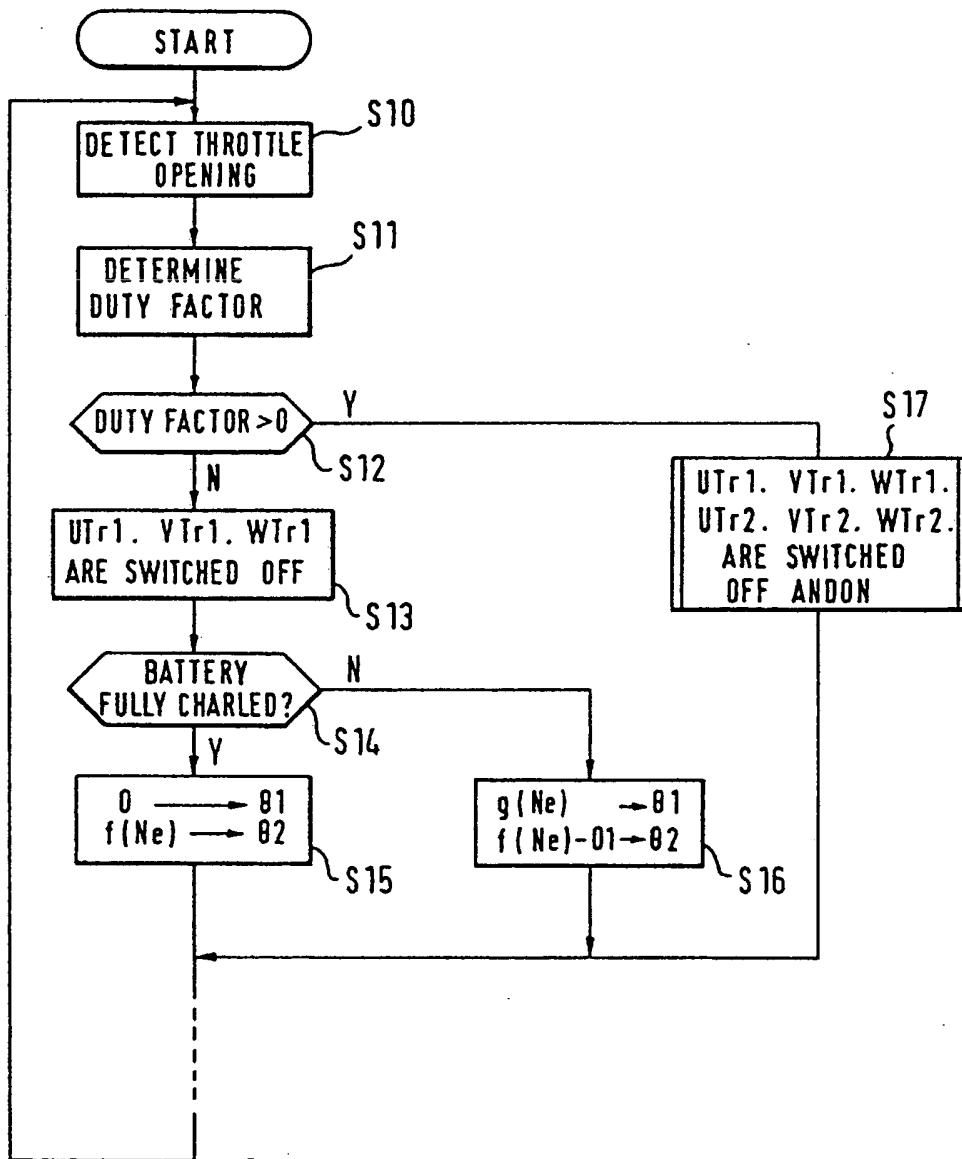 START
S10
DETECT THROTTLE
OPENING
S11
DETERMINE
DUTY FACTOR
DUTY FACTOR >0
Y
S12
N
S17
UTr1. VTr1. WTr1.
UTr2. VTr2. WTr2.
ARE SWITCHED
OFF ANDON
UTr1. VTr1. WTr1
ARE SWITCHED OFF
S13
BATTERY
FULLY CHARLED?
N
S14
Y
0 → θ1
f(Ne) → θ2
S15
g(Ne) → θ1
f(Ne)-θ1→θ2
S16